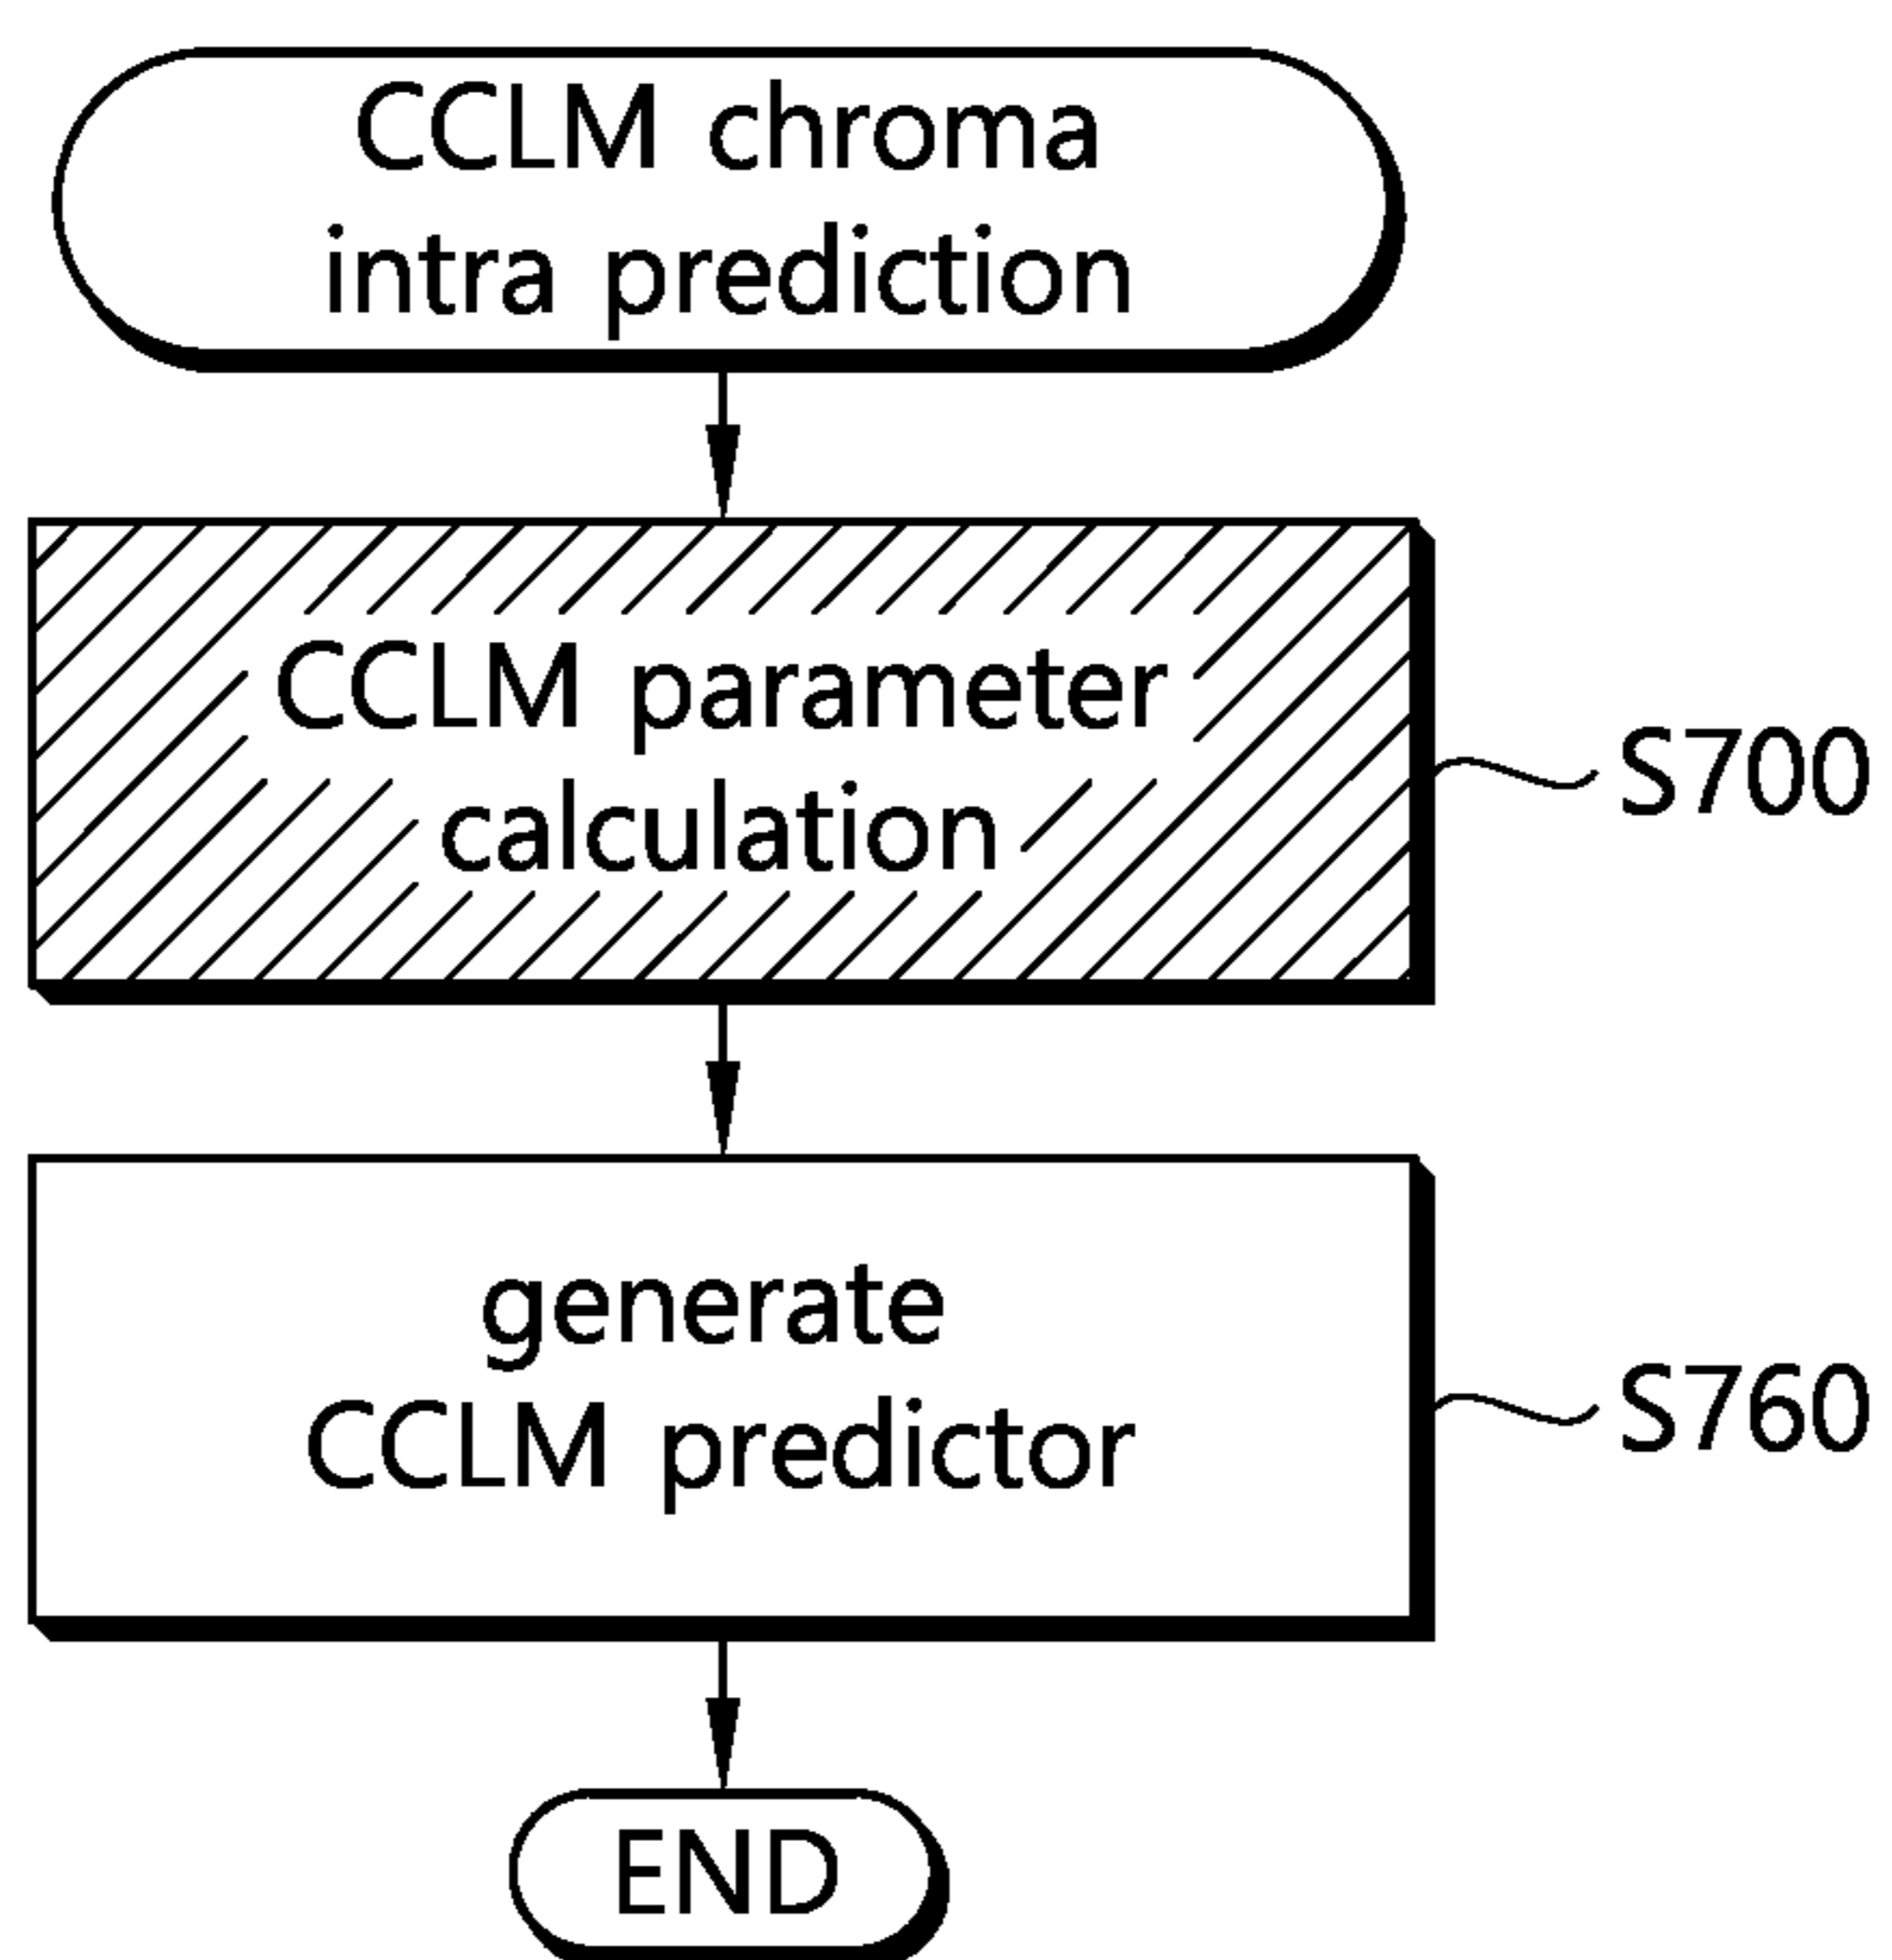 CCLM chroma
intra prediction
CCLM parameter
calculation
S700
generate
CCLM predictor
S760
END